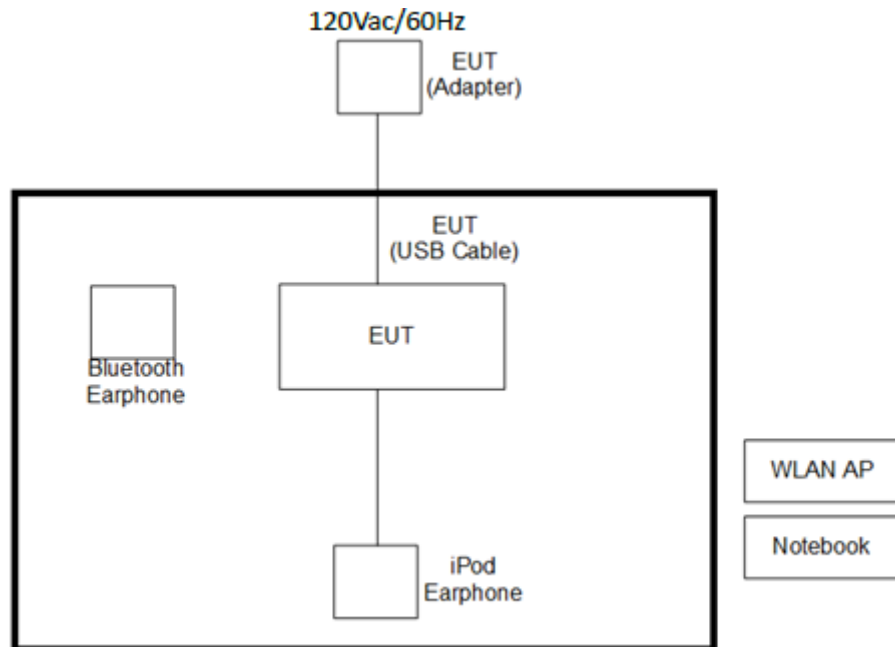 120Vac/60Hz
EUT
(Adapter)
EUT
(USB Cable)
EUT
Bluetooth
Earphone
WLAN AP
Notebook
iPod
Earphone